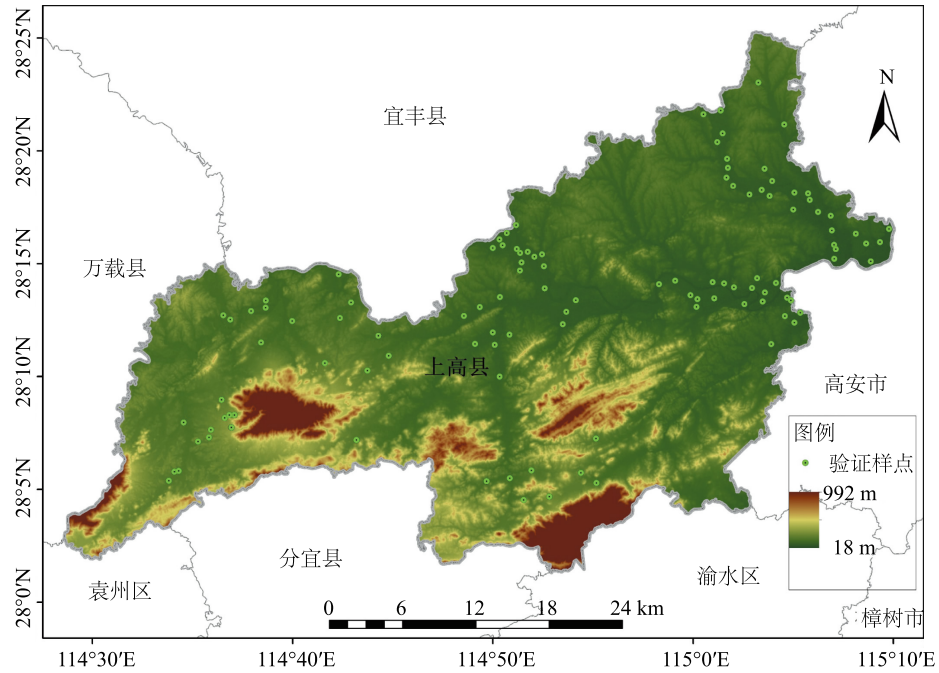 28°25′N
28°20′N
28°15′N
28°10′N
28°5′N
28°0′N
N
宜丰县
万载县
上高县
高安市
分宜县
袁州区
渝水区
樟树市
图例
验证样点
992 m
18 m
0 6 12 18 24 km
114°30′E 114°40′E 114°50′E 115°0′E 115°10′E